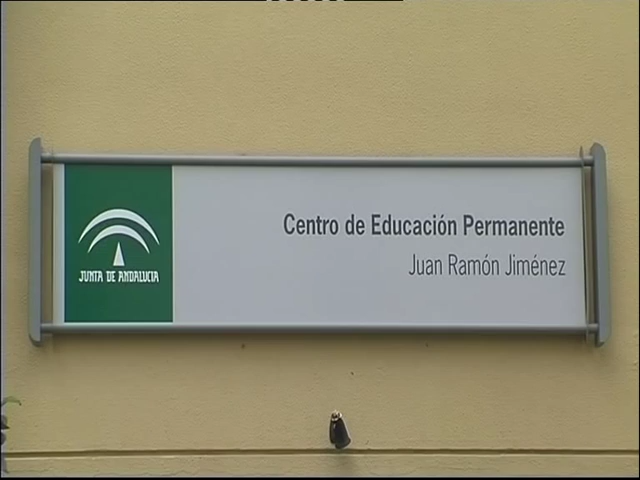 Centro de Educación Permanente
Juan Ramón Jiménez
JUNTA DE ANDALUCIA